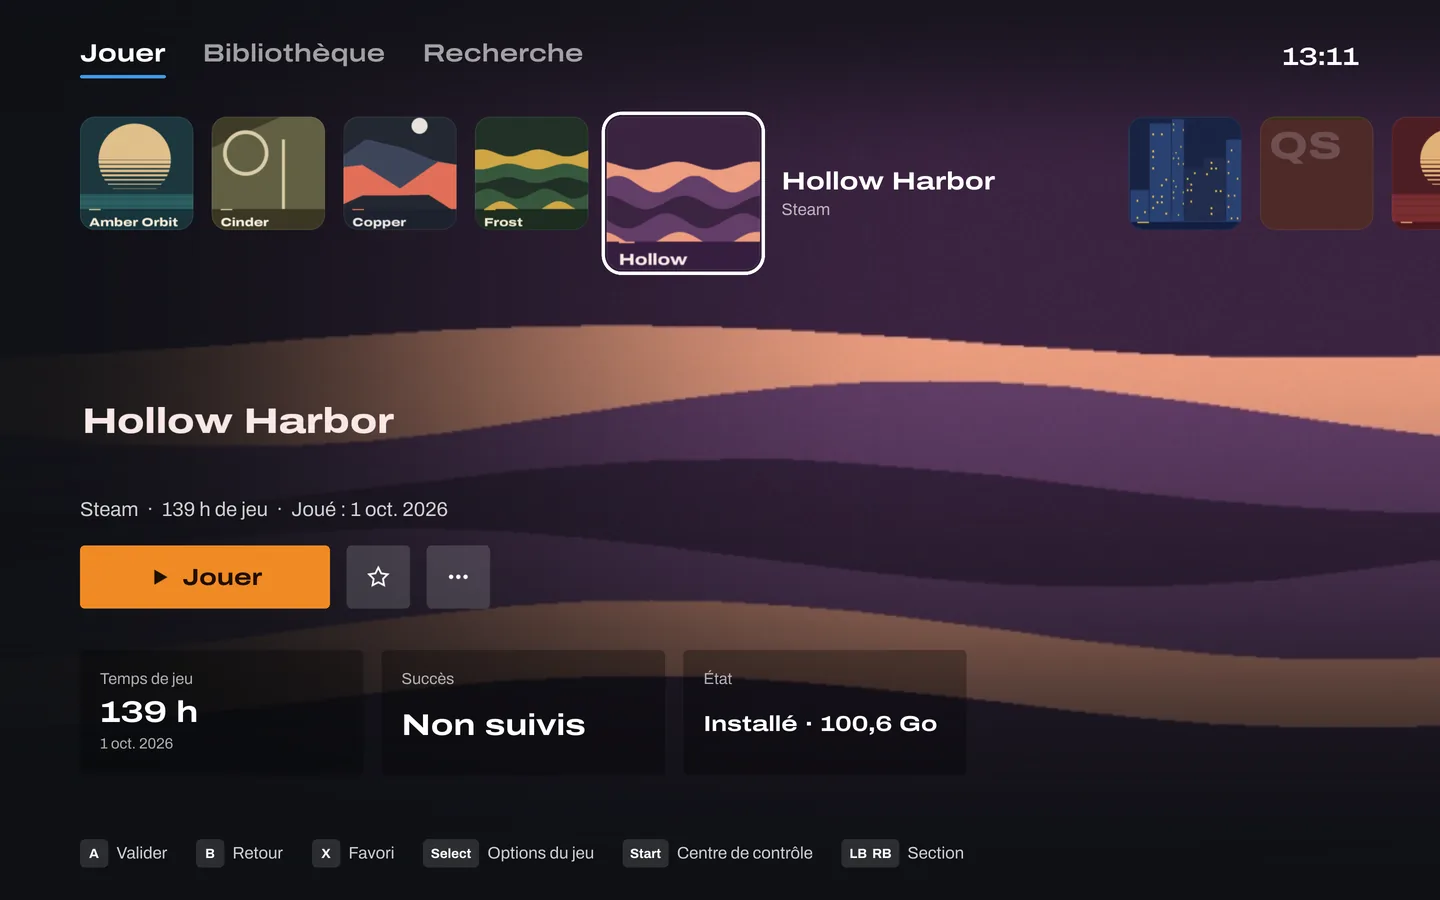 Jouer Bibliothèque Recherche
13:11
Amber Orbit
Cinder
Copper
Frost
Hollow
Hollow Harbor
Steam
QS
Hollow Harbor
Steam · 139 h de jeu · Joué : 1 oct. 2026
Jouer
Temps de jeu
139 h
1 oct. 2026
Succès
Non suivis
État
Installé · 100,6 Go
A Valider B Retour X Favori Select Options du jeu Start Centre de contrôle LB RB Section